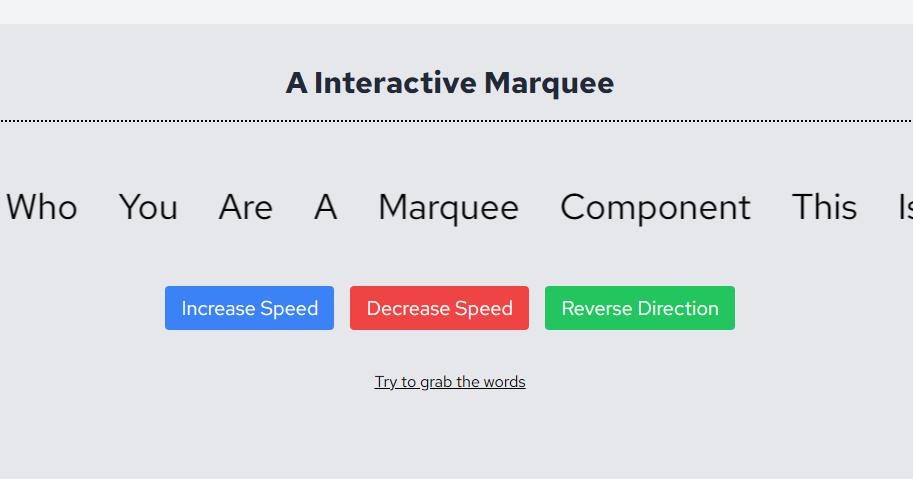 A Interactive Marquee
Who You Are A Marquee Component This Is
Increase Speed Decrease Speed Reverse Direction
Try to grab the words